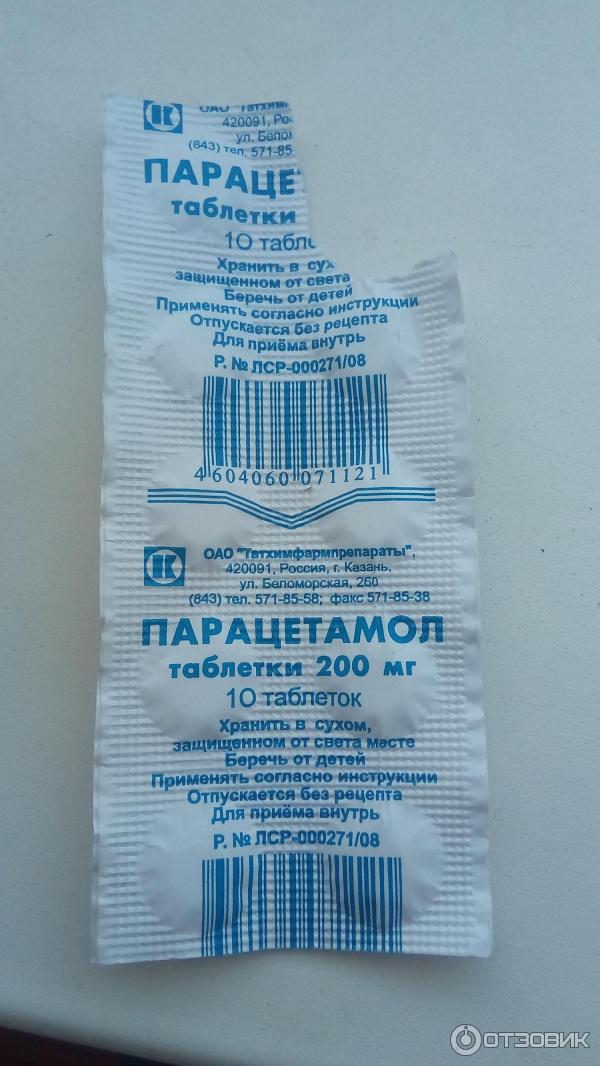 ОАО "Татхим
420091, Ро
ул. Бело
(843) тел. 571-85
ПАРАЦЕ
таблетки
10 табле
Хранить в сух
защищенном от света
Беречь от детей
Применять согласно инструкции
Отпускается без рецепта
Для приёма внутрь
Р. № ЛСР-000271/08
4 604060 071121
ОАО "Татхимфармпрепараты",
420091, Россия, г. Казань,
ул. Беломорская, 260
(843) тел. 571-85-58; факс 571-85-38
ПАРАЦЕТАМОЛ
таблетки 200 мг
10 таблеток
Хранить в сухом,
защищенном от света месте
Беречь от детей
Применять согласно инструкции
Отпускается без рецепта
Для приёма внутрь
Р. № ЛСР-000271/08
ОТЗОВИК